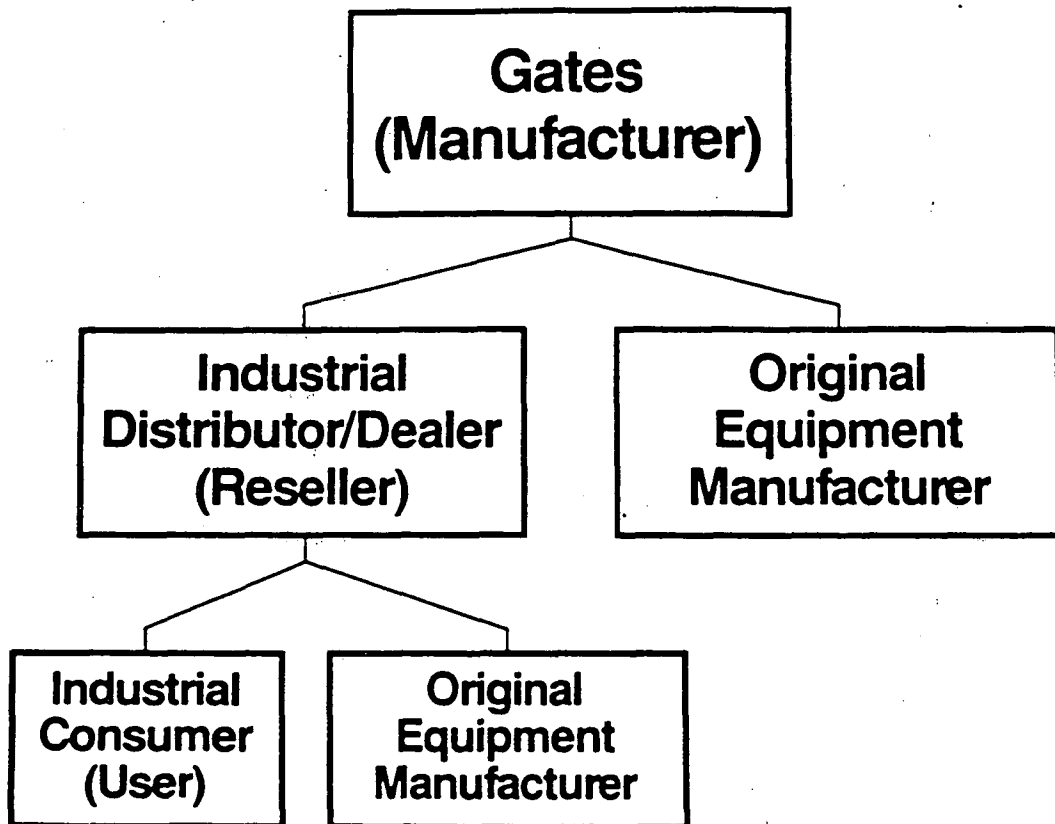 Gates
(Manufacturer)
Industrial
Distributor/Dealer
(Reseller)
Original
Equipment
Manufacturer
Industrial
Consumer
(User)
Original
Equipment
Manufacturer